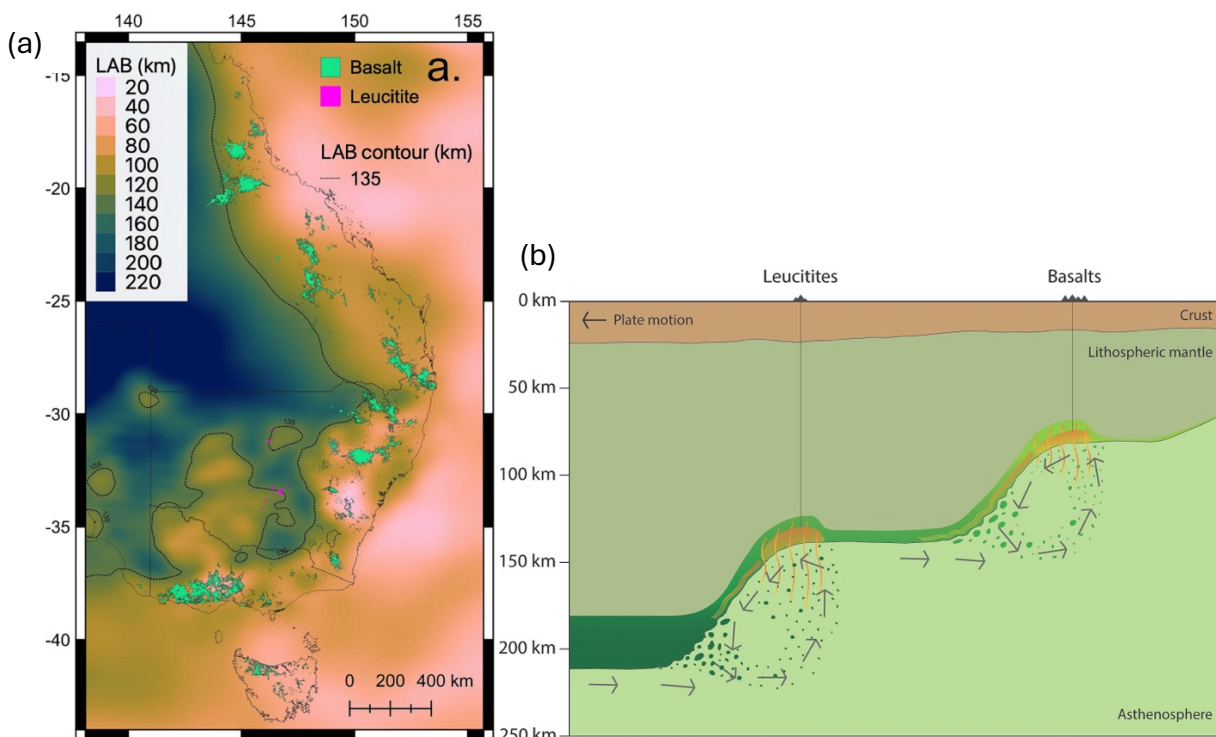 (a)
140 145 150 155
-15
-20
-25
-30
-35
-40
LAB (km)
20
40
60
80
100
120
140
160
180
200
220
Basalt
Leucitite
a.
LAB contour (km)
135
135
0 200 400 km
(b)
Leucitites Basalts
0 km
50 km
100 km
150 km
200 km
250 km
Plate motion
Crust
Lithospheric mantle
Asthenosphere